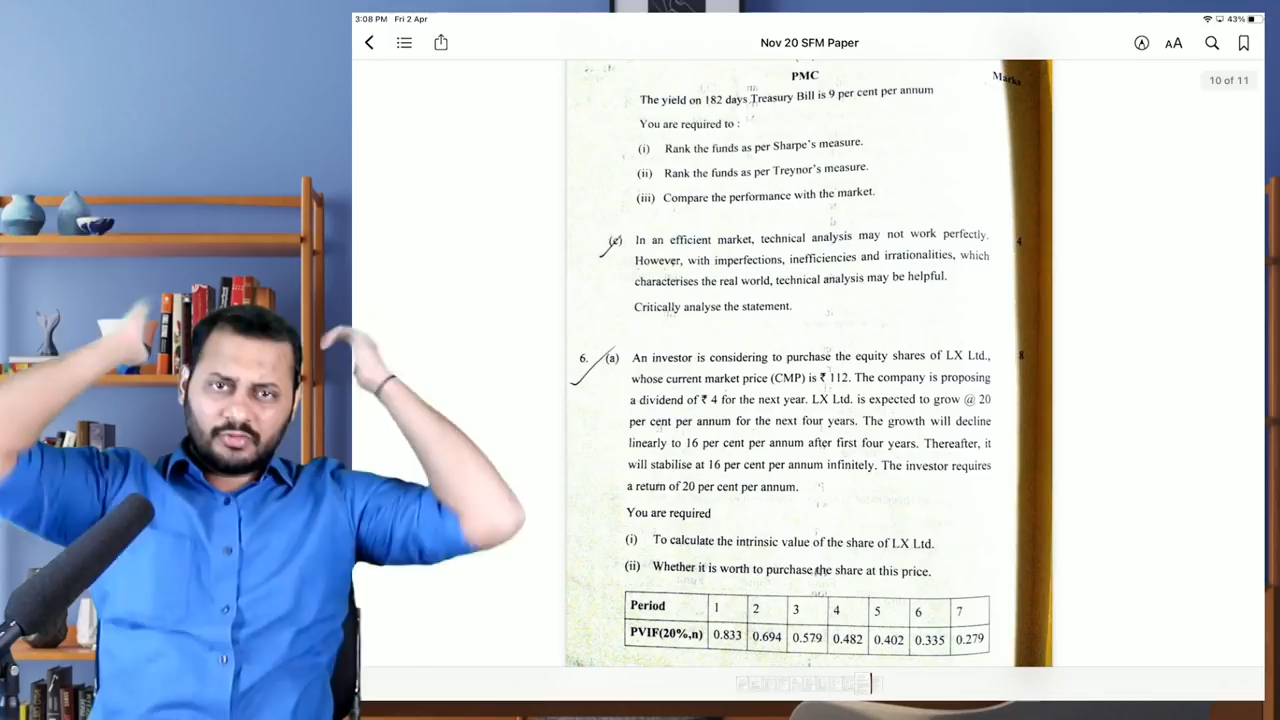 3:08 PM Fri 2 Apr
43%
Nov 20 SFM Paper
AA
10 of 11
PMC
Marks
The yield on 182 days Treasury Bill is 9 per cent per annum
You are required to :
(i) Rank the funds as per Sharpe's measure.
(ii) Rank the funds as per Treynor's measure.
(iii) Compare the performance with the market.
(c) In an efficient market, technical analysis may not work perfectly. 4
However, with imperfections, inefficiencies and irrationalities, which
characterises the real world, technical analysis may be helpful.
Critically analyse the statement.
6. (a) An investor is considering to purchase the equity shares of LX Ltd., 8
whose current market price (CMP) is ₹ 112. The company is proposing
a dividend of ₹ 4 for the next year. LX Ltd. is expected to grow @ 20
per cent per annum for the next four years. The growth will decline
linearly to 16 per cent per annum after first four years. Thereafter, it
will stabilise at 16 per cent per annum infinitely. The investor requires
a return of 20 per cent per annum.
You are required
(i) To calculate the intrinsic value of the share of LX Ltd.
(ii) Whether it is worth to purchase the share at this price.
Period 1 2 3 4 5 6 7
PVIF(20%,n) 0.833 0.694 0.579 0.482 0.402 0.335 0.279